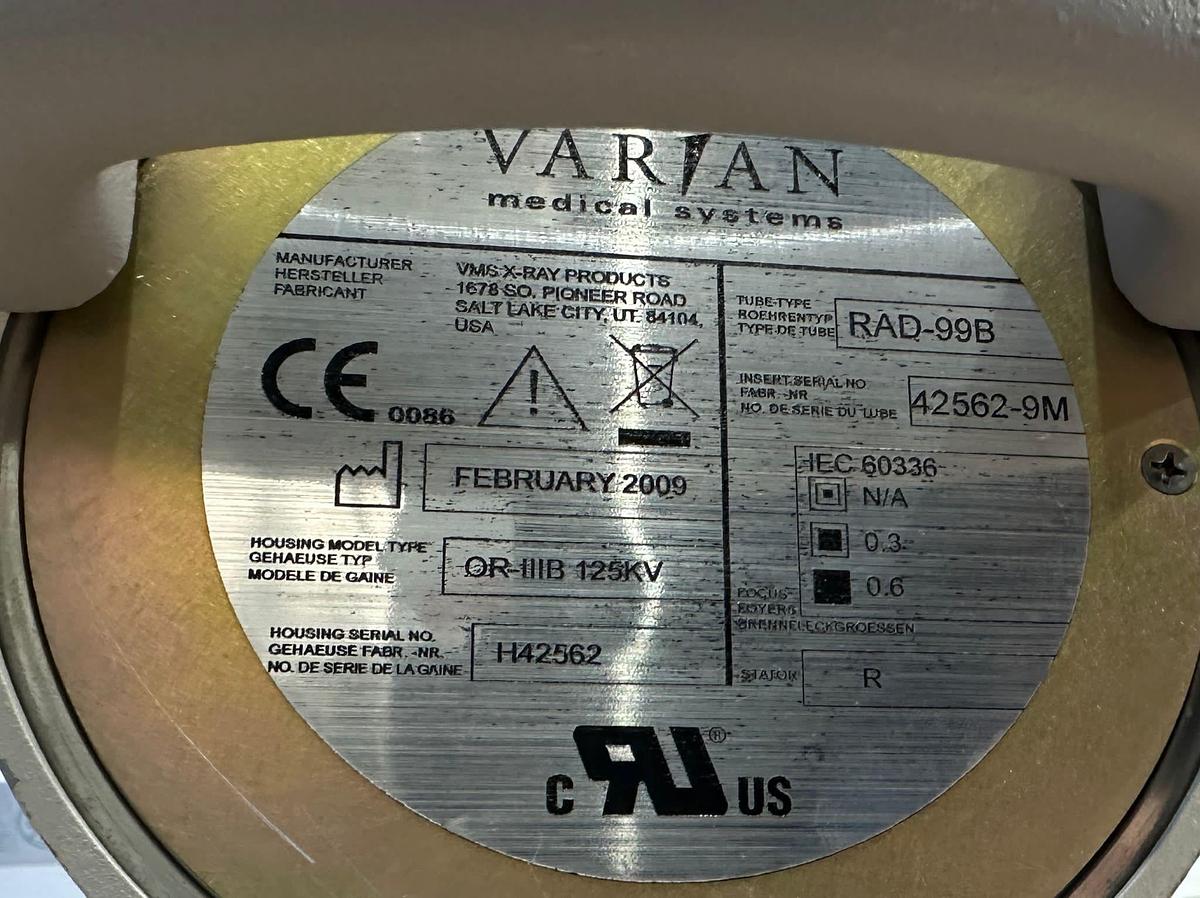 VARIAN
medical systems
MANUFACTURER
HERSTELLER
FABRICANT
VMS X-RAY PRODUCTS
1678 SO. PIONEER ROAD
SALT LAKE CITY, UT 84104,
USA
CE 0086
FEBRUARY 2009
HOUSING MODEL TYPE
GEHAEUSE TYP
MODELE DE GAINE
OR-IIIB 125KV
HOUSING SERIAL NO.
GEHAEUSE FABR. -NR.
NO. DE SERIE DE LA GAINE
H42562
TUBE-TYPE
ROEHRENTYP
TYPE DE TUBE
RAD-99B
INSERT SERIAL NO
FABR. -NR
NO. DE SERIE DU LUBE
42562-9M
IEC 60336
N/A
0.3
0.6
FOCUS
FOYERS
BRENNELECKGROESSEN
STATOR
R
C RU® US